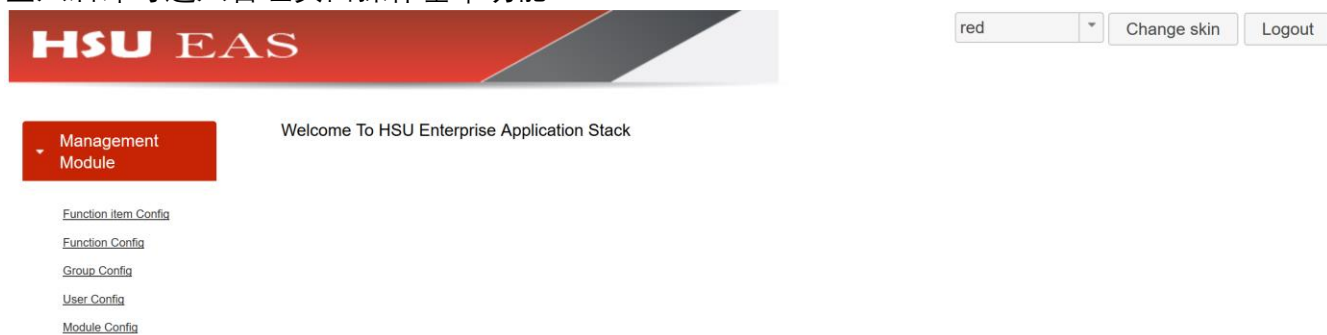 HSU EAS
red
Change skin
Logout
Management
Module
Welcome To HSU Enterprise Application Stack
Function item Config
Function Config
Group Config
User Config
Module Config